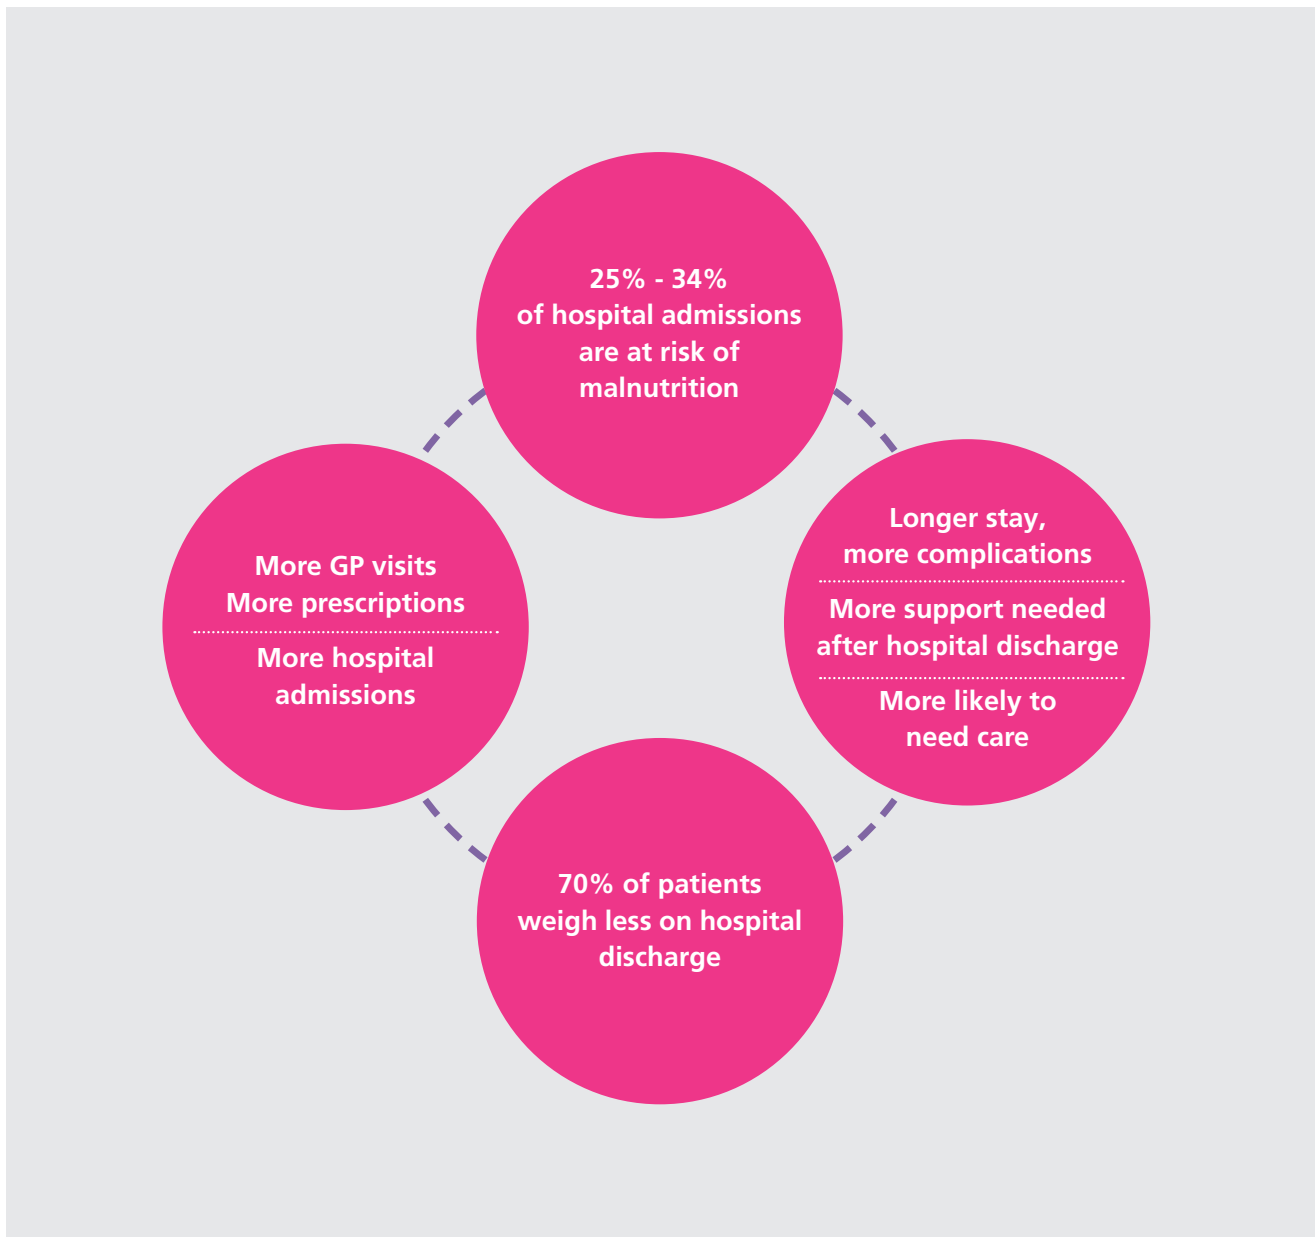 25% - 34%
of hospital admissions
are at risk of
malnutrition
Longer stay,
more complications
More support needed
after hospital discharge
More likely to
need care
70% of patients
weigh less on hospital
discharge
More GP visits
More prescriptions
More hospital
admissions